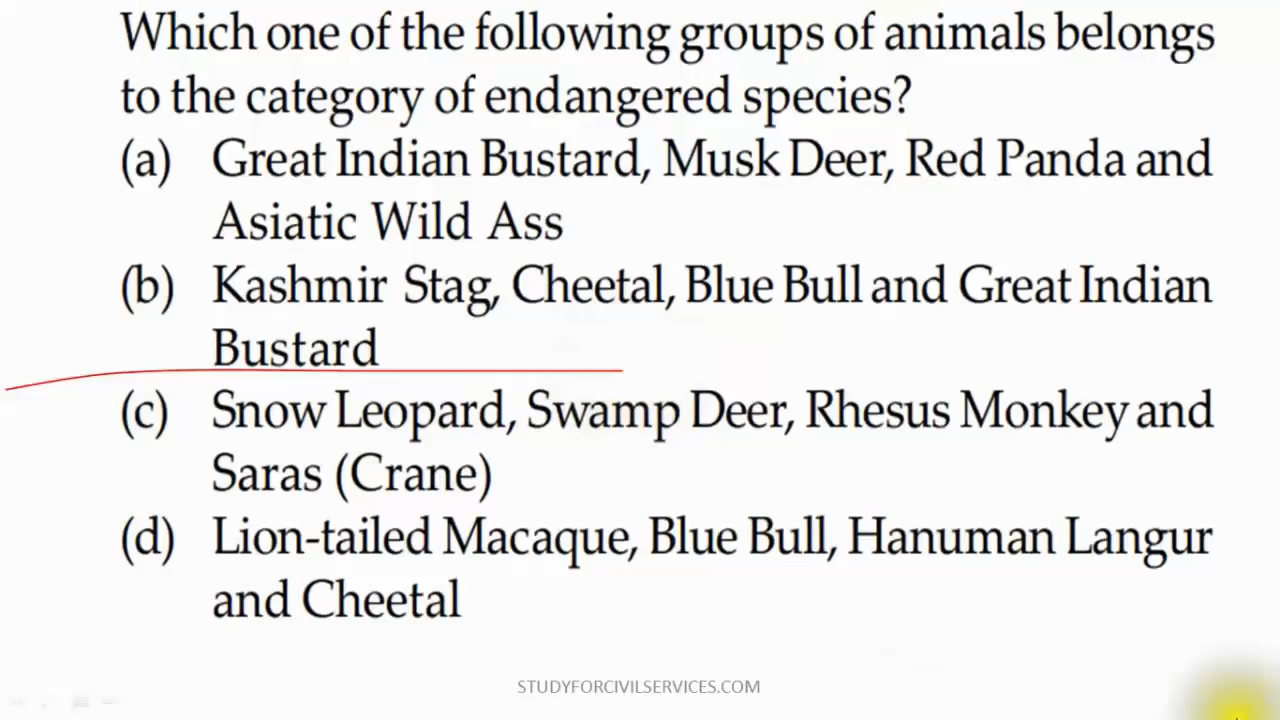 Which one of the following groups of animals belongs
to the category of endangered species?
(a) Great Indian Bustard, Musk Deer, Red Panda and
Asiatic Wild Ass
(b) Kashmir Stag, Cheetal, Blue Bull and Great Indian
Bustard
(c) Snow Leopard, Swamp Deer, Rhesus Monkey and
Saras (Crane)
(d) Lion-tailed Macaque, Blue Bull, Hanuman Langur
and Cheetal
STUDYFORCIVILSERVICES.COM